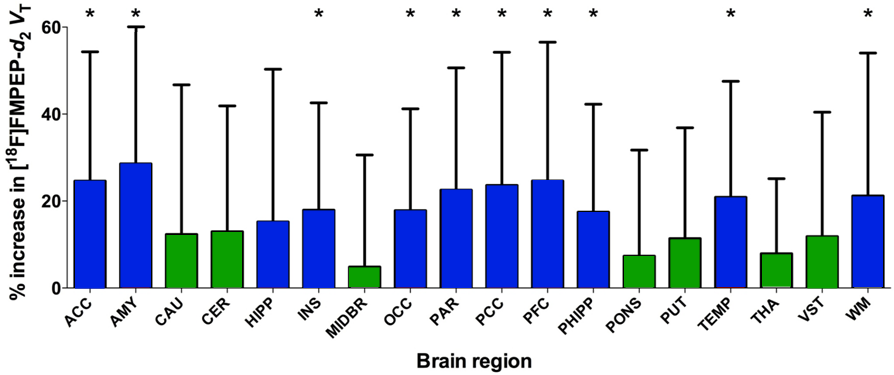 % increase in [¹⁸F]FMPEP-d₂ V_T
* * * * * * * * * *
60
40
20
0
ACC AMY CAU CER HIPP INS MIDBR OCC PAR PCC PFC PHIPP PONS PUT TEMP THA VST WM
Brain region